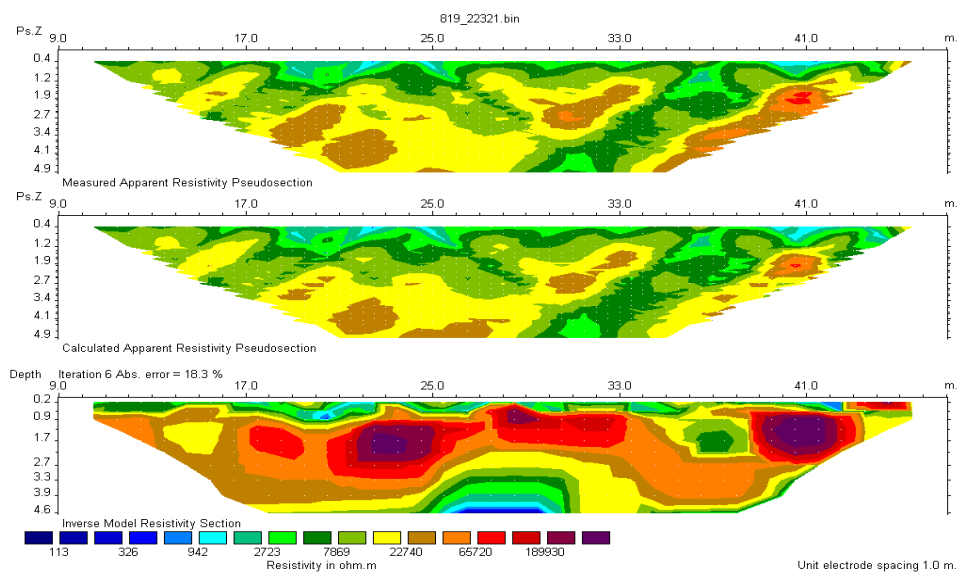 819_22321.bin
Ps.Z 9.0 17.0 25.0 33.0 41.0 m.
0.4
1.2
1.9
2.7
3.4
4.1
4.9
Measured Apparent Resistivity Pseudosection
Ps.Z 9.0 17.0 25.0 33.0 41.0 m.
0.4
1.2
1.9
2.7
3.4
4.1
4.9
Calculated Apparent Resistivity Pseudosection
Depth Iteration 6 Abs. error = 18.3 %
9.0 17.0 25.0 33.0 41.0 m.
0.2
0.9
1.7
2.7
3.3
3.9
4.6
Inverse Model Resistivity Section
113 326 942 2723 7869 22740 65720 189930
Resistivity in ohm.m Unit electrode spacing 1.0 m.